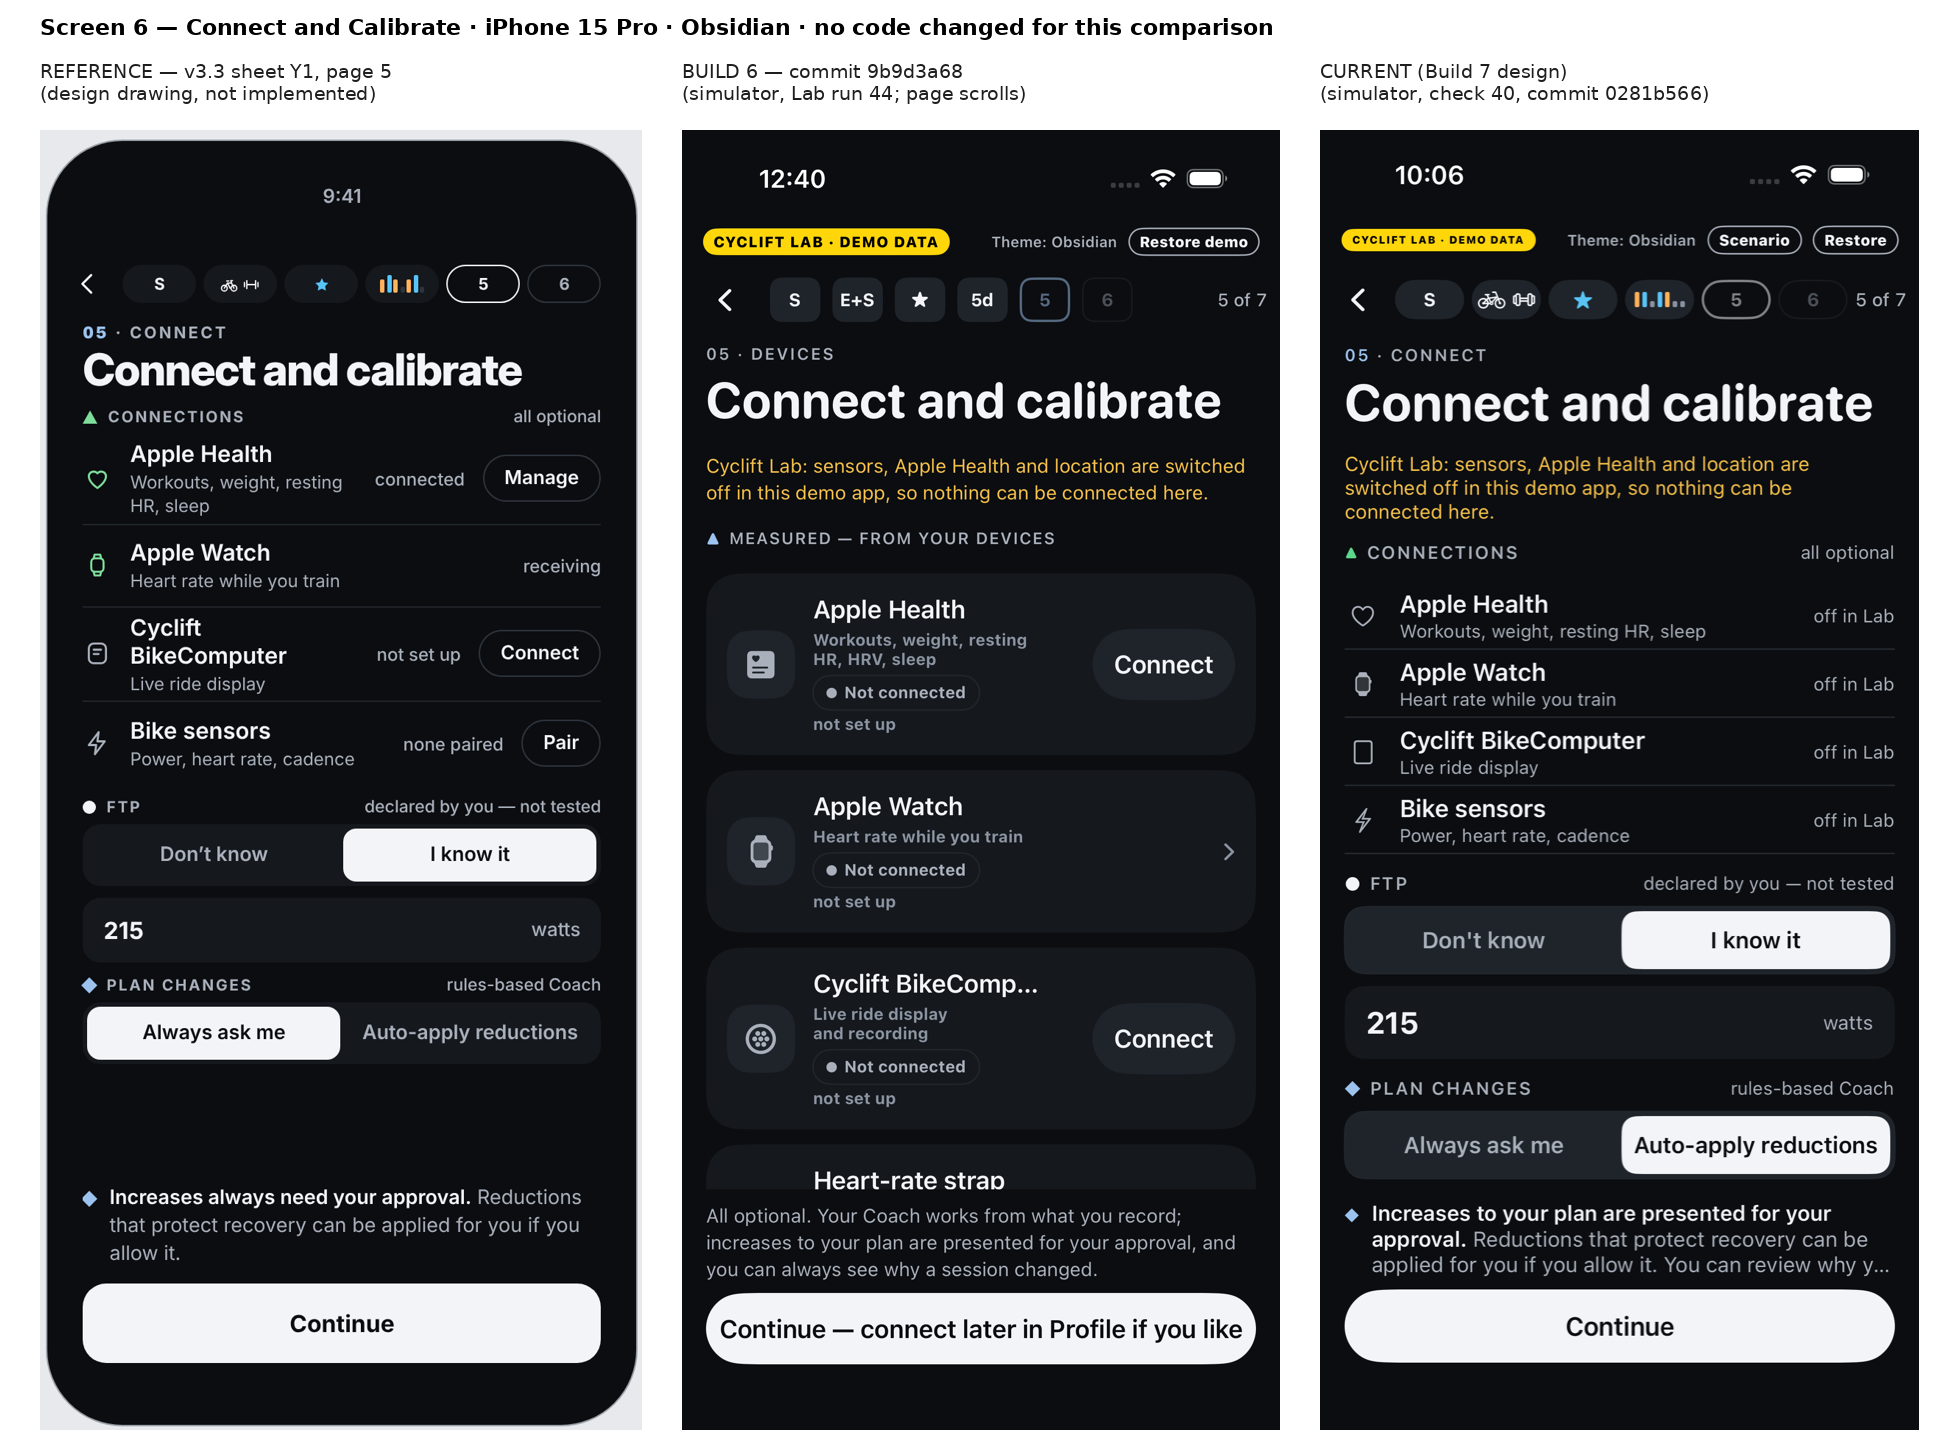 Screen 6 — Connect and Calibrate · iPhone 15 Pro · Obsidian · no code changed for this comparison
REFERENCE — v3.3 sheet Y1, page 5
(design drawing, not implemented)
9:41
S
5
6
05 · CONNECT
Connect and calibrate
CONNECTIONS
all optional
Apple Health
Workouts, weight, resting
HR, sleep
connected
Manage
Apple Watch
Heart rate while you train
receiving
Cyclift
BikeComputer
Live ride display
not set up
Connect
Bike sensors
Power, heart rate, cadence
none paired
Pair
FTP
declared by you — not tested
Don’t know
I know it
215
watts
PLAN CHANGES
rules-based Coach
Always ask me
Auto-apply reductions
Increases always need your approval. Reductions
that protect recovery can be applied for you if you
allow it.
Continue
BUILD 6 — commit 9b9d3a68
(simulator, Lab run 44; page scrolls)
12:40
CYCLIFT LAB · DEMO DATA
Theme: Obsidian
Restore demo
S
E+S
5d
5
6
5 of 7
05 · DEVICES
Connect and calibrate
Cyclift Lab: sensors, Apple Health and location are switched
off in this demo app, so nothing can be connected here.
MEASURED — FROM YOUR DEVICES
Apple Health
Workouts, weight, resting
HR, HRV, sleep
Not connected
not set up
Connect
Apple Watch
Heart rate while you train
Not connected
not set up
Cyclift BikeComp...
Live ride display
and recording
Not connected
not set up
Connect
Heart-rate strap
All optional. Your Coach works from what you record;
increases to your plan are presented for your approval, and
you can always see why a session changed.
Continue — connect later in Profile if you like
CURRENT (Build 7 design)
(simulator, check 40, commit 0281b566)
10:06
CYCLIFT LAB · DEMO DATA
Theme: Obsidian
Scenario
Restore
S
5
6
5 of 7
05 · CONNECT
Connect and calibrate
Cyclift Lab: sensors, Apple Health and location are
switched off in this demo app, so nothing can be
connected here.
CONNECTIONS
all optional
Apple Health
Workouts, weight, resting HR, sleep
off in Lab
Apple Watch
Heart rate while you train
off in Lab
Cyclift BikeComputer
Live ride display
off in Lab
Bike sensors
Power, heart rate, cadence
off in Lab
FTP
declared by you — not tested
Don't know
I know it
215
watts
PLAN CHANGES
rules-based Coach
Always ask me
Auto-apply reductions
Increases to your plan are presented for your
approval. Reductions that protect recovery can be
applied for you if you allow it. You can review why y...
Continue